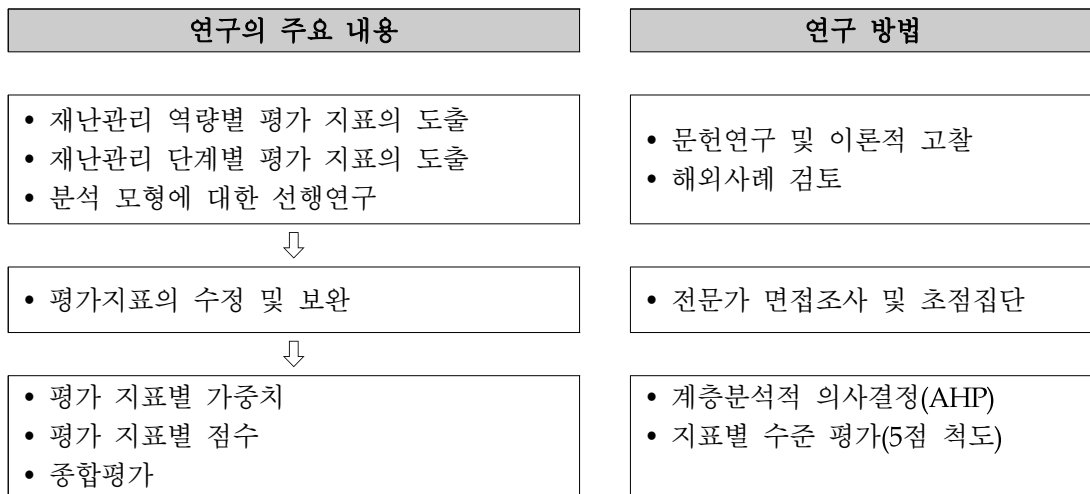 연구의 주요 내용
연구 방법
• 재난관리 역량별 평가 지표의 도출
• 재난관리 단계별 평가 지표의 도출
• 분석 모형에 대한 선행연구
• 문헌연구 및 이론적 고찰
• 해외사례 검토
• 평가지표의 수정 및 보완
• 전문가 면접조사 및 초점집단
• 평가 지표별 가중치
• 평가 지표별 점수
• 종합평가
• 계층분석적 의사결정(AHP)
• 지표별 수준 평가(5점 척도)